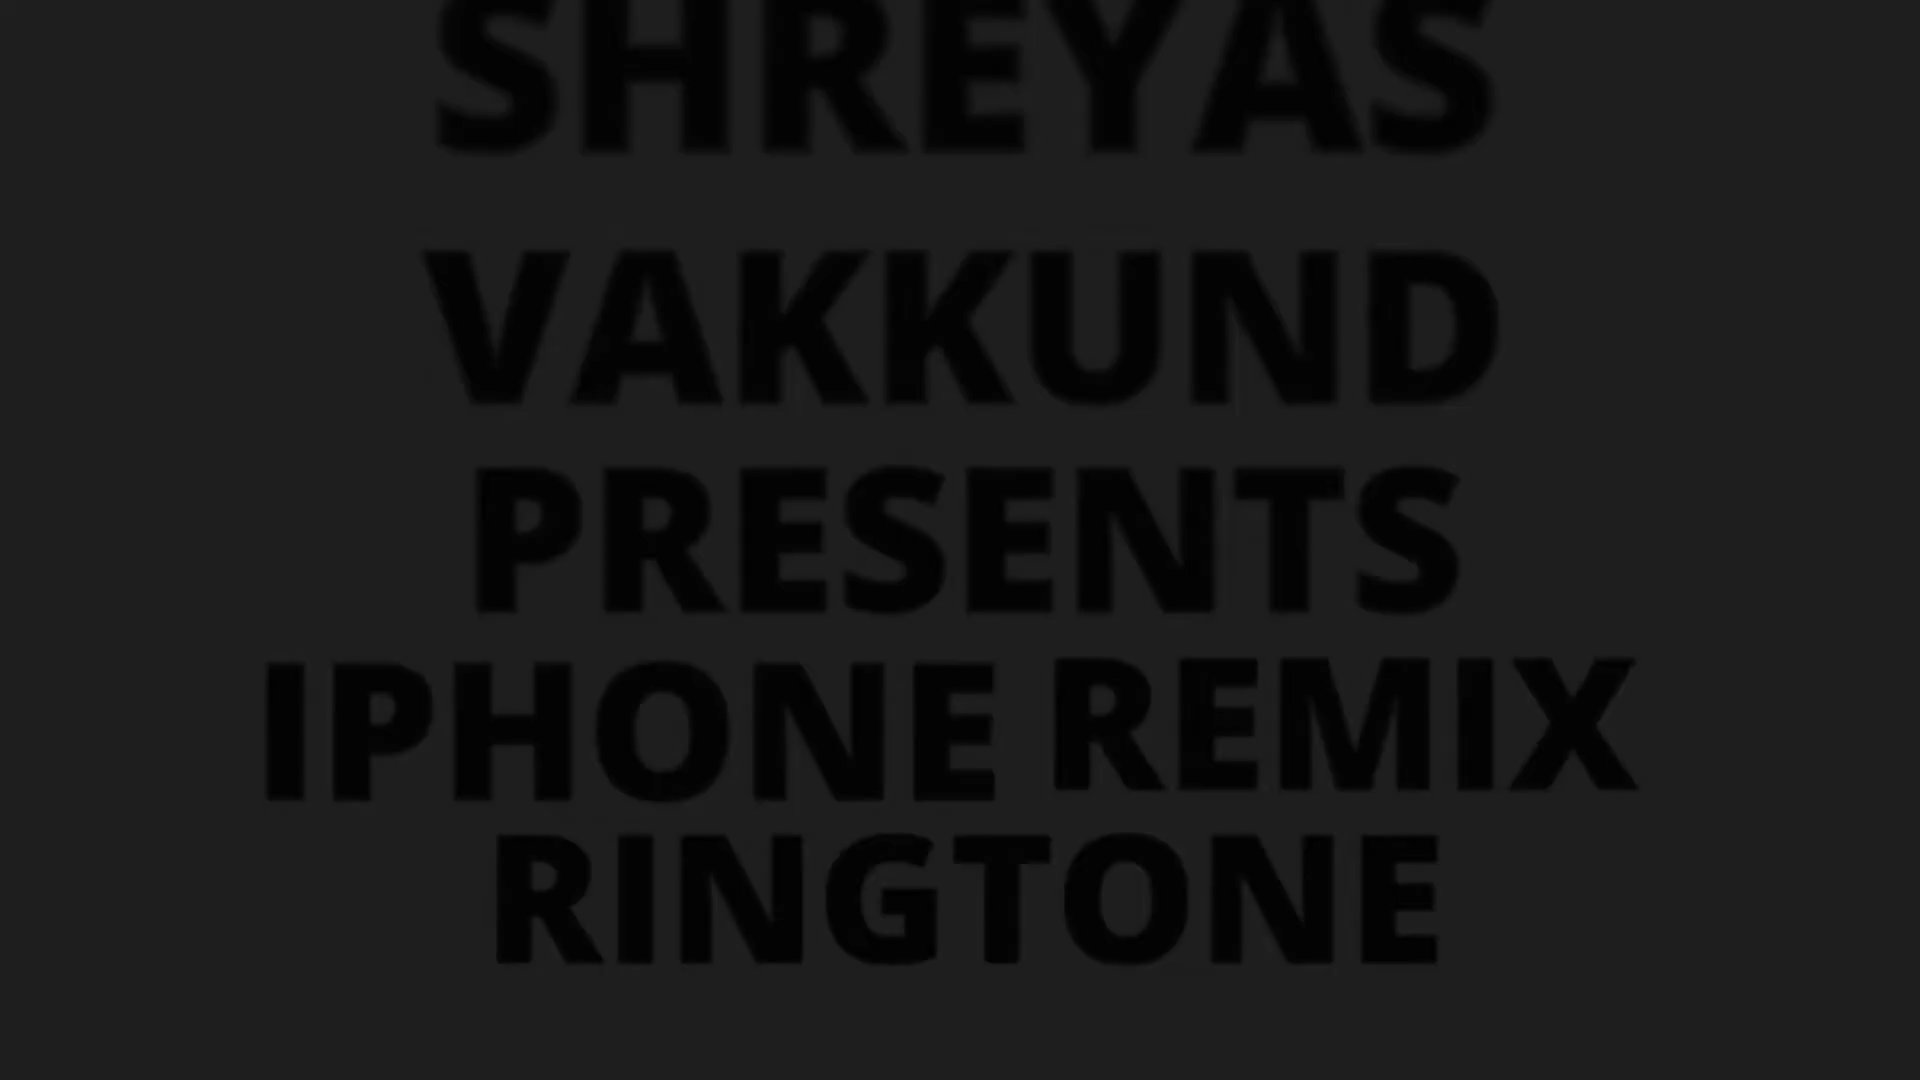 SHREYAS
VAKKUND
PRESENTS
IPHONE REMIX
RINGTONE